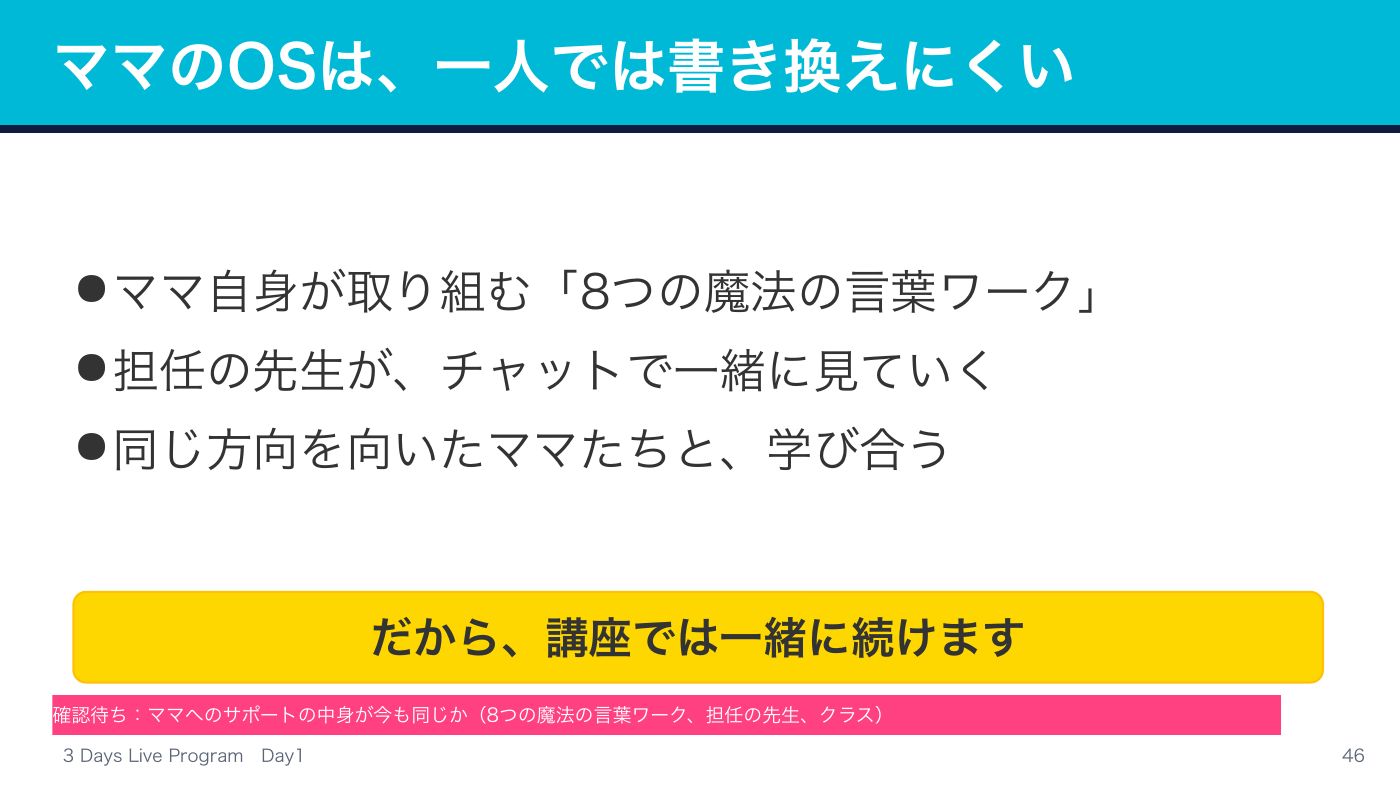 ママのOSは、一人では書き換えにくい
●ママ自身が取り組む「8つの魔法の言葉ワーク」
●担任の先生が、チャットで一緒に見ていく
●同じ方向を向いたママたちと、学び合う
だから、講座では一緒に続けます
確認待ち：ママへのサポートの中身が今も同じか（8つの魔法の言葉ワーク、担任の先生、クラス）
3 Days Live Program　Day1
46